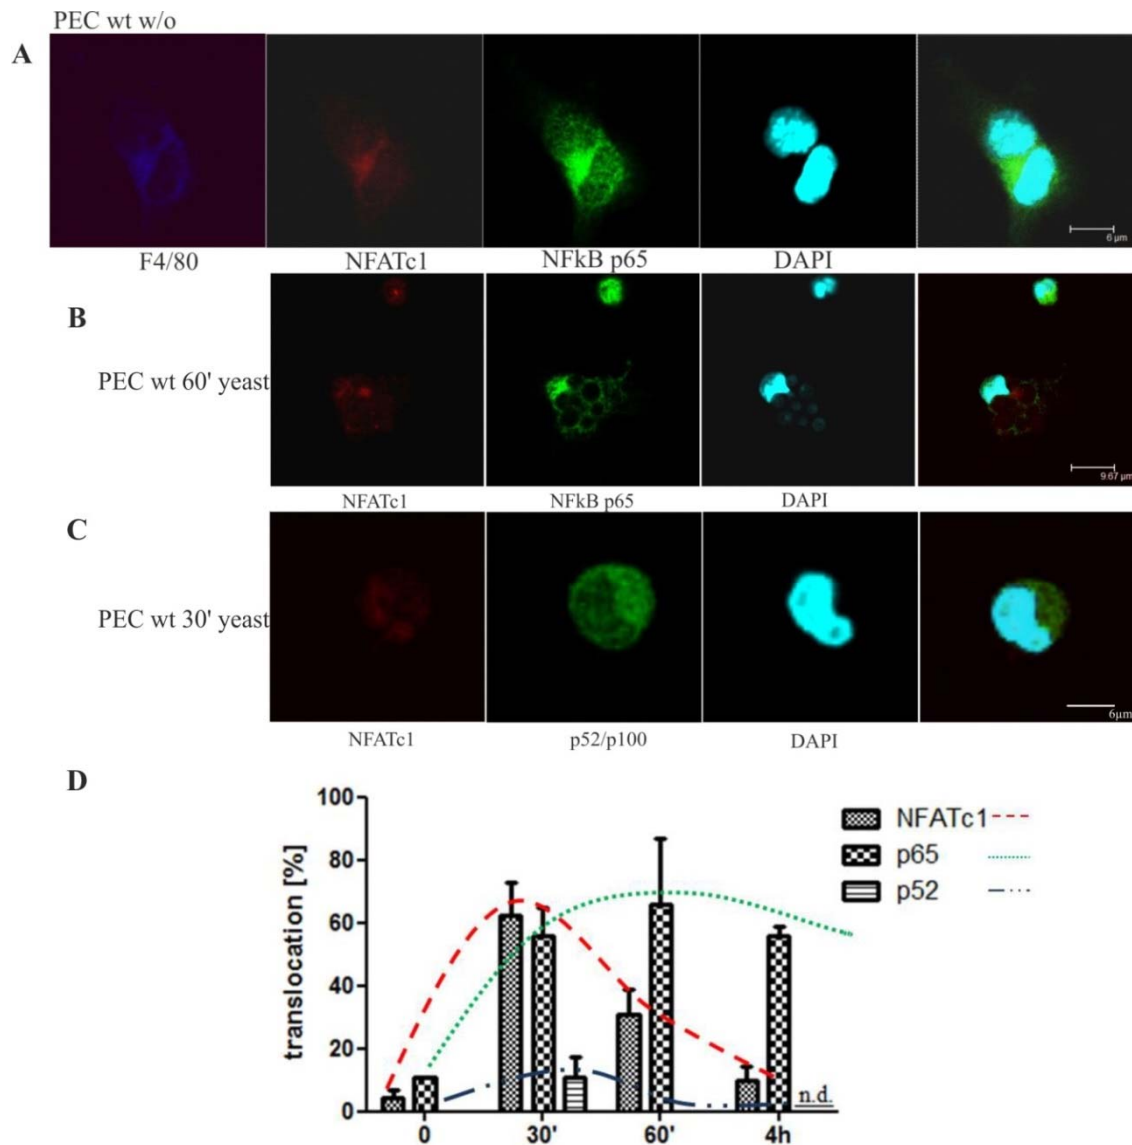 PEC wt w/o
A
6 µm
F4/80 NFATc1 NFkB p65 DAPI
B
PEC wt 60' yeast
9.67 µm
NFATc1 NFkB p65 DAPI
C
PEC wt 30' yeast
6µm
NFATc1 p52/p100 DAPI
D
translocation [%]
100
80
60
40
20
0
NFATc1
p65
p52
n.d.
0 30' 60' 4h